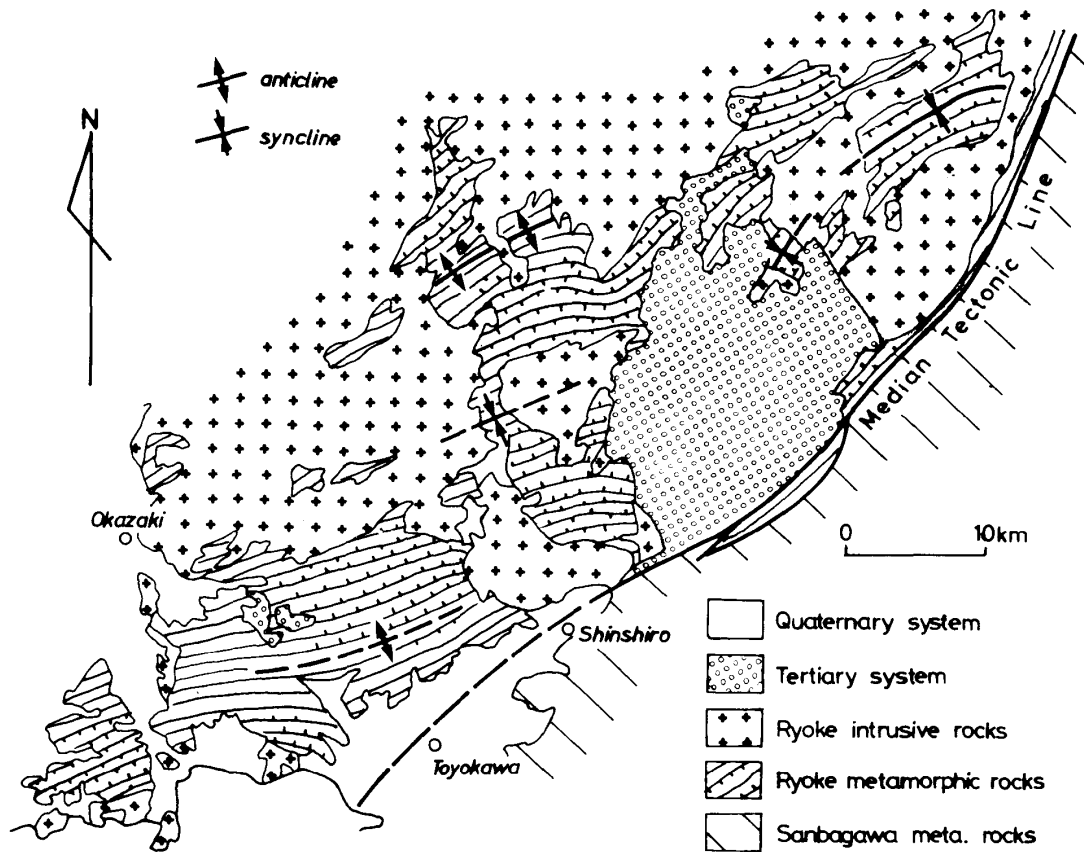 anticline
N
syncline
Median Tectonic Line
Okazaki
0 10km
Shinshiro
Toyokawa
Quaternary system
Tertiary system
Ryoke intrusive rocks
Ryoke metamorphic rocks
Sanbagawa meta. rocks